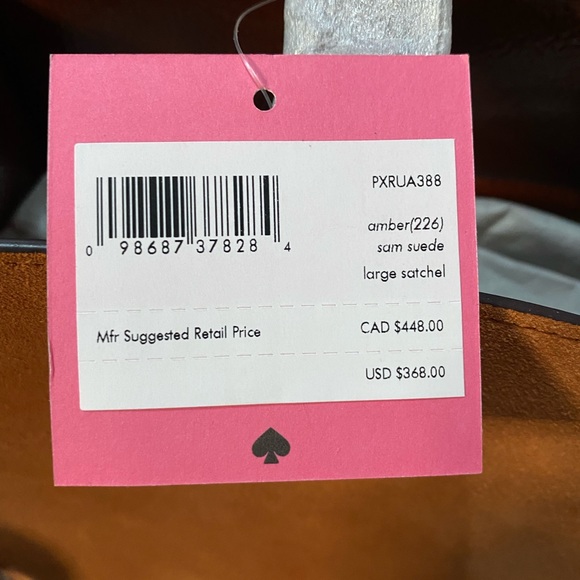 PXRUA388
amber(226)
sam suede
large satchel
0 98687 37828 4
Mfr Suggested Retail Price CAD $448.00
USD $368.00